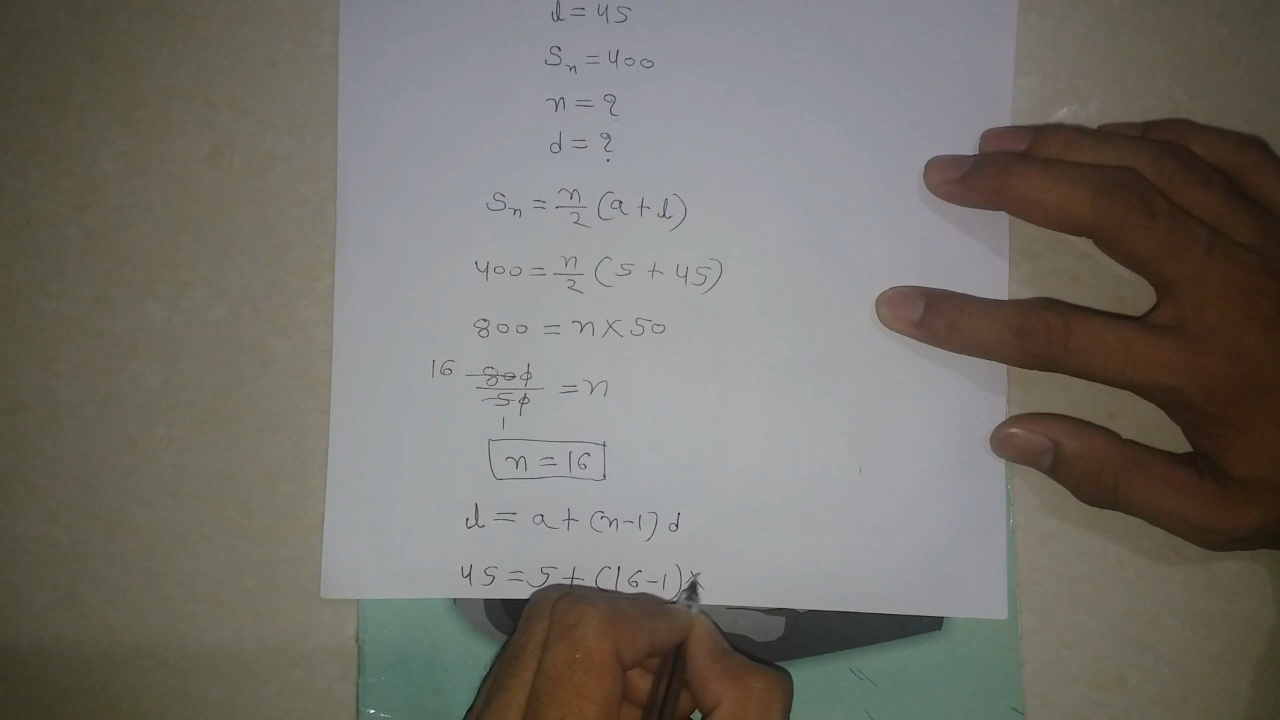 l = 45
Sn = 400
n = ?
d = ?
Sn = n/2 (a + l)
400 = n/2 (5 + 45)
800 = n × 50
16 800/50 = n
1
n = 16
l = a + (n-1) d
45 = 5 + (16-1) ×